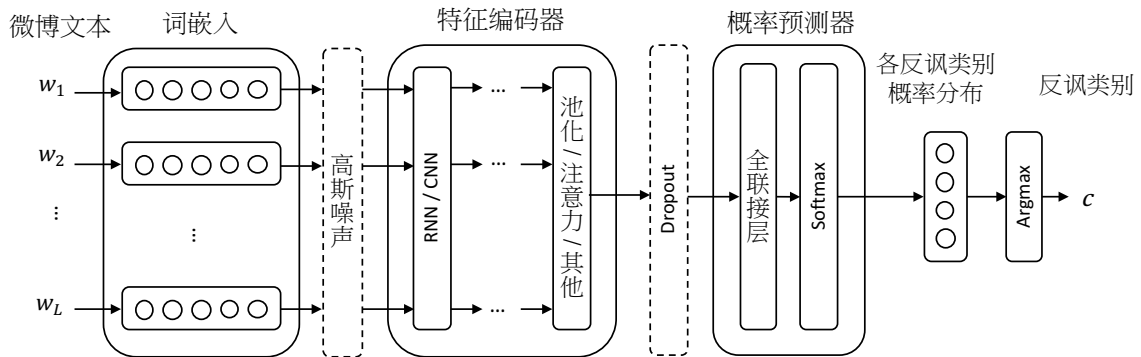 微博文本
词嵌入
特征编码器
概率预测器
各反讽类别
概率分布
反讽类别
w₁
w₂
...
w_L
...
高斯噪声
RNN / CNN
...
...
...
池化 / 注意力 / 其他
Dropout
全联接层
Softmax
Argmax
c